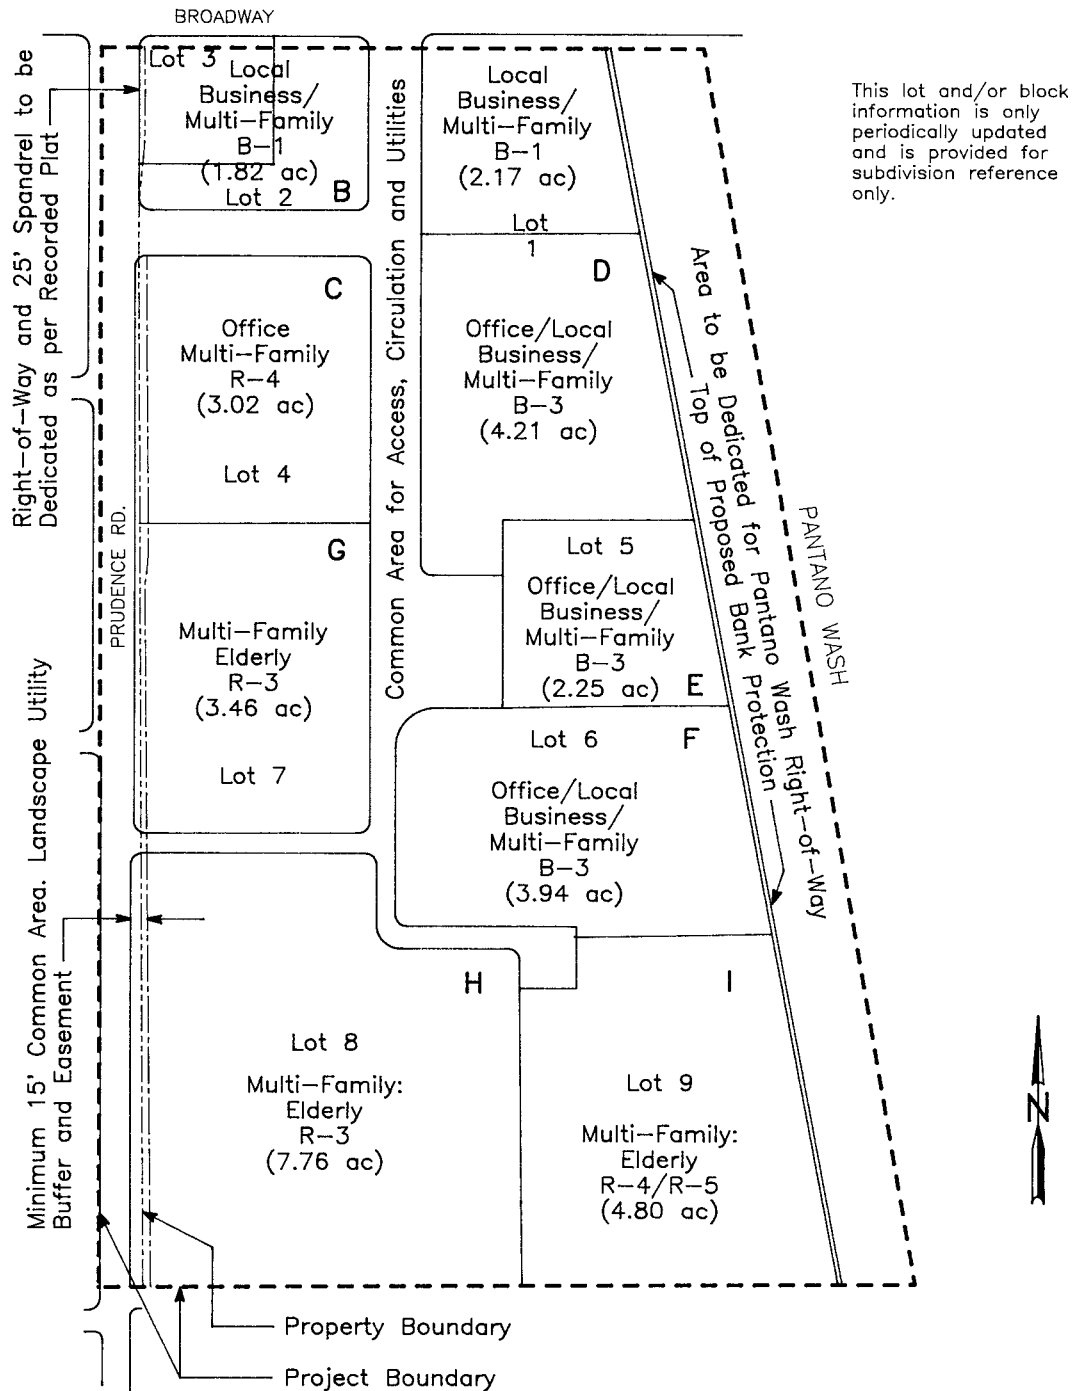 BROADWAY
Right-of-Way and 25' Spandrel to be
Dedicated as per Recorded Plat
Lot 3
Local
Business/
Multi-Family
B-1
(1.82 ac)
Lot 2
B
Common Area for Access, Circulation and Utilities
Local
Business/
Multi-Family
B-1
(2.17 ac)
Lot
1
This lot and/or block
information is only
periodically updated
and is provided for
subdivision reference
only.
C
Office
Multi-Family
R-4
(3.02 ac)
Lot 4
D
Office/Local
Business/
Multi-Family
B-3
(4.21 ac)
Area to be Dedicated for Pantano Wash Right-of-Way
Top of Proposed Bank Protection
PANTANO WASH
PRUDENCE RD.
G
Multi-Family
Elderly
R-3
(3.46 ac)
Lot 7
Lot 5
Office/Local
Business/
Multi-Family
B-3
(2.25 ac)
E
Lot 6
F
Office/Local
Business/
Multi-Family
B-3
(3.94 ac)
Minimum 15' Common Area. Landscape Utility
Buffer and Easement
H
Lot 8
Multi-Family:
Elderly
R-3
(7.76 ac)
I
Lot 9
Multi-Family:
Elderly
R-4/R-5
(4.80 ac)
N
Property Boundary
Project Boundary